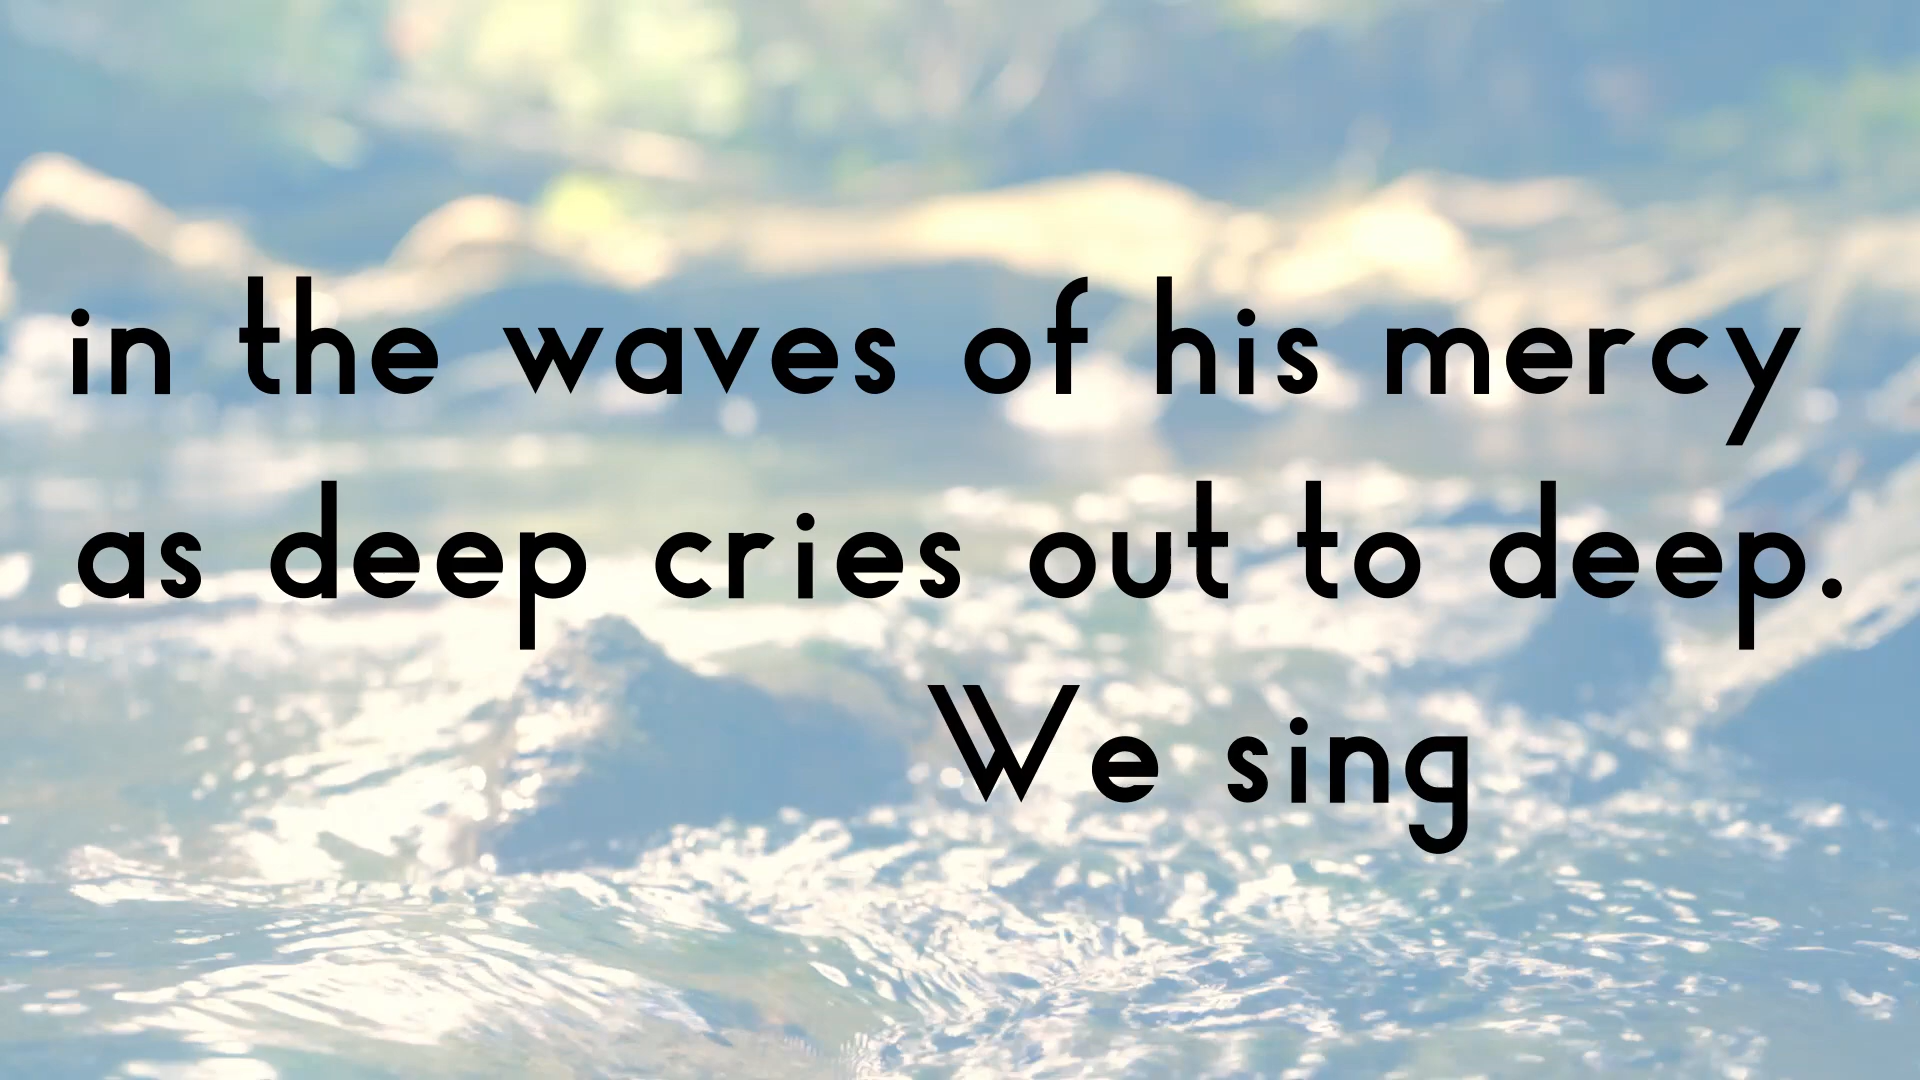 in the waves of his mercy
as deep cries out to deep.
We sing